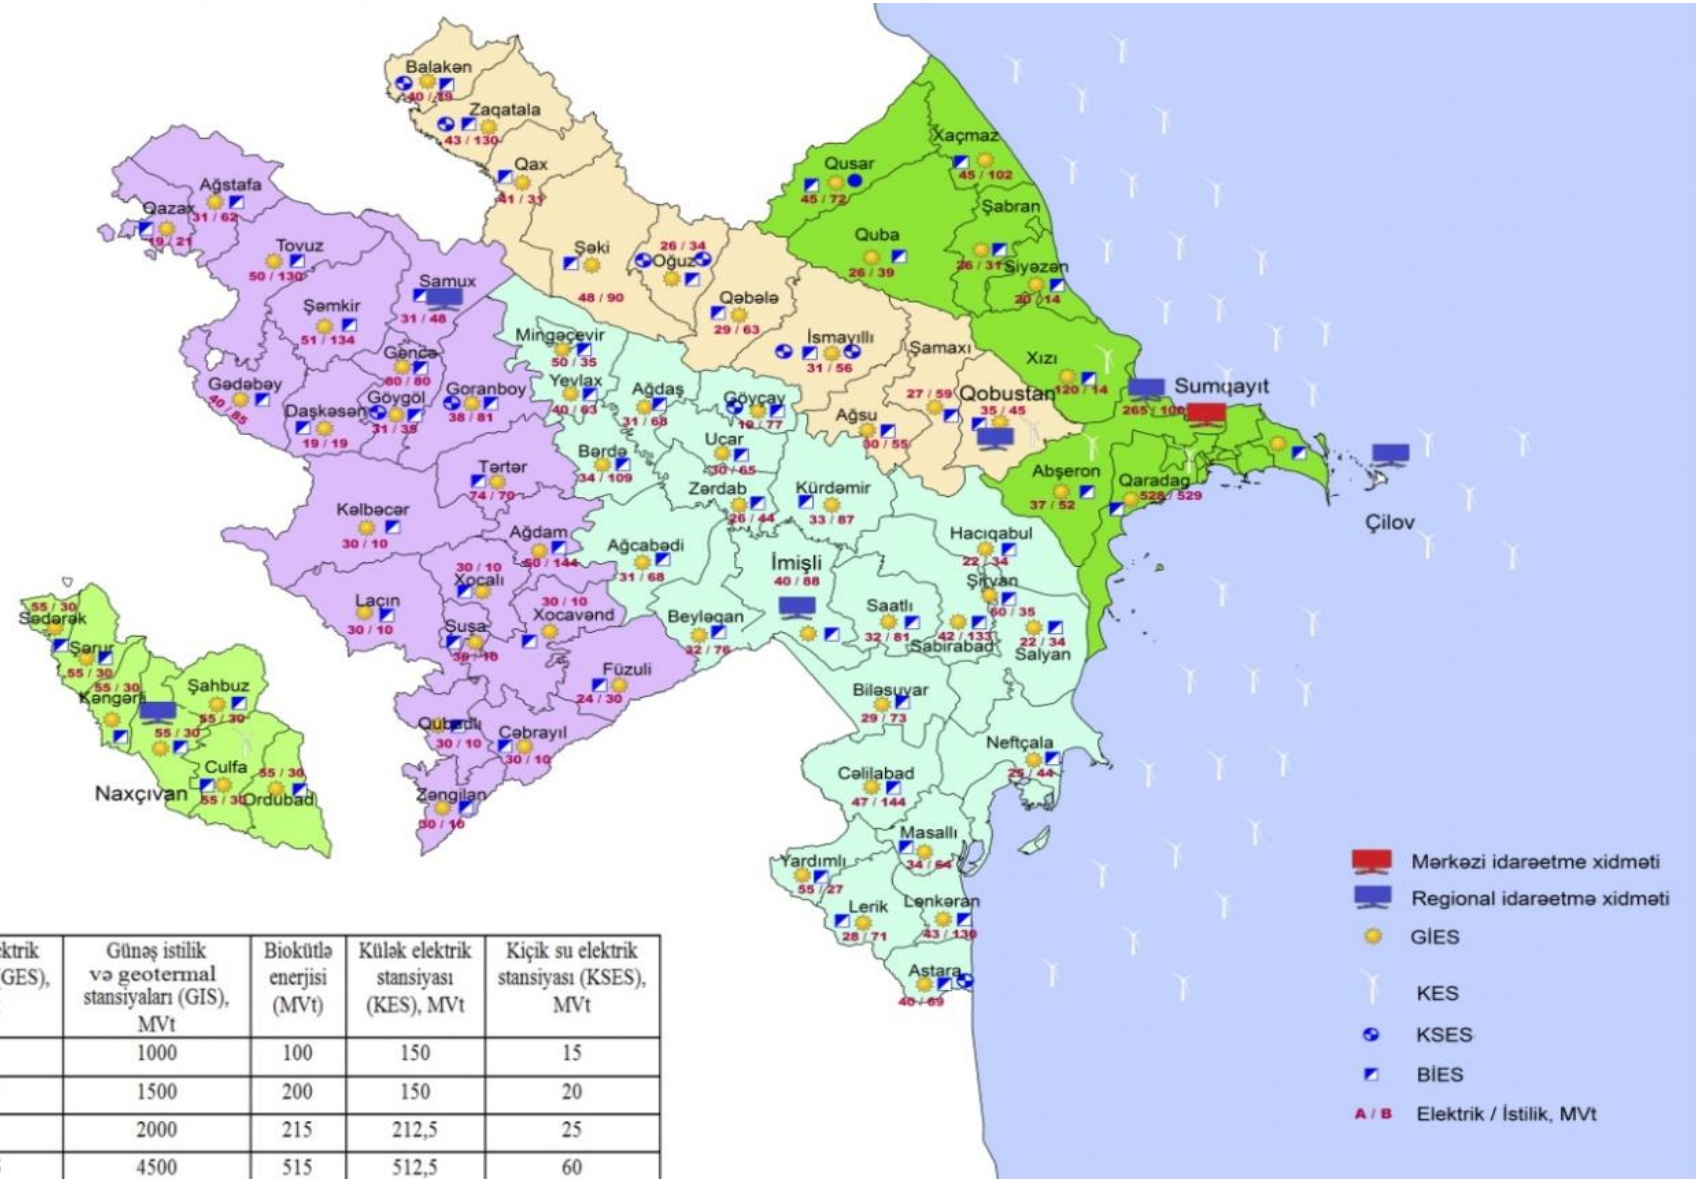 Balakən
40 / 79
Zaqatala
43 / 130
Qax
41 / 31
Şəki
48 / 90
26 / 34
Oğuz
Qəbələ
29 / 63
İsmayıllı
31 / 56
Şamaxı
27 / 59
Qobustan
35 / 45
Ağsu
30 / 55
Xaçmaz
45 / 102
Qusar
45 / 72
Şabran
26 / 31
Quba
26 / 39
Siyəzən
20 / 14
Xızı
120 / 14
Sumqayıt
Abşeron
37 / 52
Qaradag
528 / 529
Çilov
Ağstafa
31 / 62
Qazax
19 / 21
Tovuz
50 / 130
Samux
31 / 48
Şəmkir
51 / 134
Gəncə
80 / 80
Gədəbəy
40 / 85
Daşkəsən
19 / 19
Göygöl
Goranboy
38 / 81
Tərtər
74 / 70
Kəlbəcər
30 / 10
Ağdam
50 / 144
30 / 10
Xocalı
Laçın
30 / 10
30 / 10
Xocavənd
Şuşa
30 / 10
Füzuli
24 / 30
Qubadlı
30 / 10
Cəbrayıl
30 / 10
Zəngilan
30 / 10
Mingəçevir
50 / 35
Yevlax
40 / 63
Ağdaş
31 / 68
Göyçay
19 / 77
Ucar
30 / 65
Bərdə
34 / 109
Zərdab
26 / 44
Kürdəmir
33 / 87
Ağcabədi
31 / 68
İmişli
40 / 88
Hacıqabul
22 / 34
Şirvan
60 / 35
Beyləqan
32 / 76
Saatlı
32 / 81
42 / 133
Sabirabad
22 / 34
Salyan
Biləsuvar
29 / 73
Neftçala
25 / 44
Cəlilabad
47 / 144
Masallı
34 / 64
Yardımlı
55 / 27
Lerik
28 / 71
Lənkəran
43 / 130
Astara
40 / 69
55 / 30
Sədərək
Şərur
55 / 30
55 / 30
Kəngərli
Şahbuz
55 / 30
55 / 30
Naxçıvan
Culfa
55 / 30
55 / 30
Ordubad
Mərkəzi idarəetme xidməti
Regional idarəetmə xidməti
GİES
KES
KSES
BİES
A / B Elektrik / İstilik, MVt
Günəş istilik və geotermal stansiyaları (GIS), MVt
Biokütlə enerjisi (MVt)
Külək elektrik stansiyası (KES), MVt
Kiçik su elektrik stansiyası (KSES), MVt
1000 100 150 15
1500 200 150 20
2000 215 212,5 25
4500 515 512,5 60